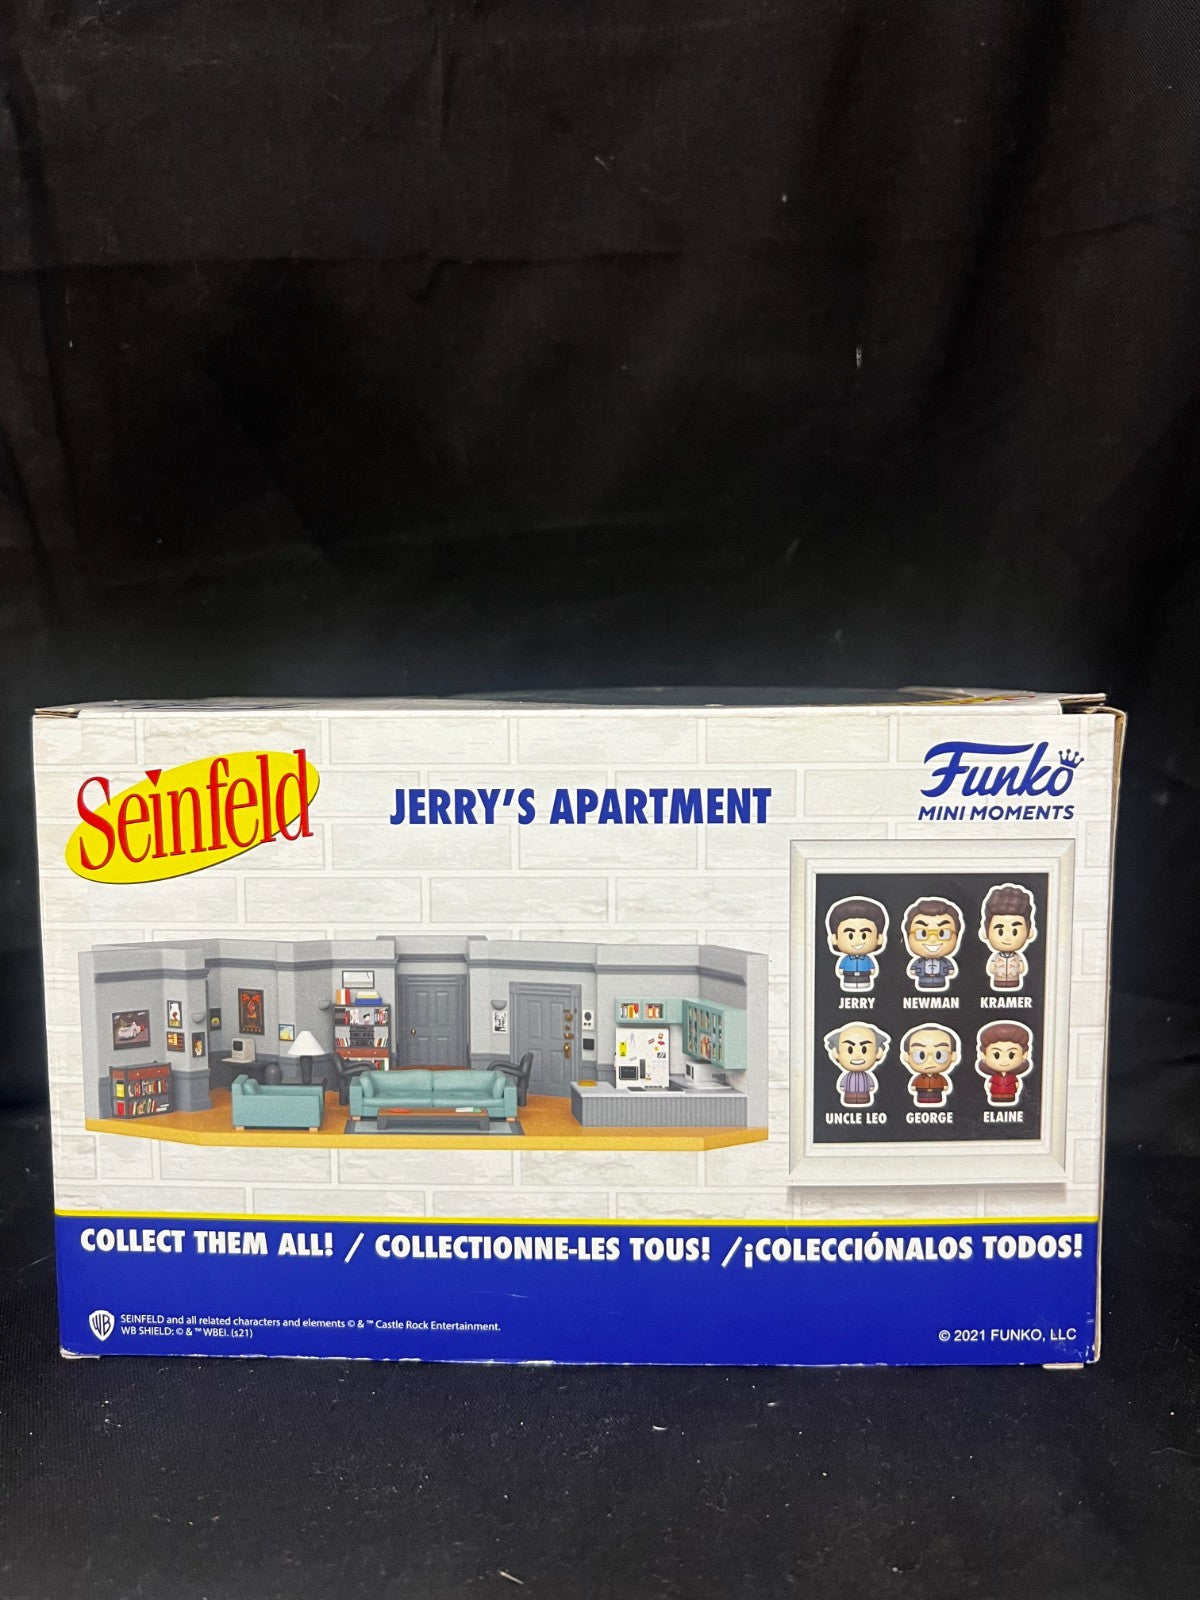 Seinfeld
JERRY'S APARTMENT
Funko
MINI MOMENTS
JERRY NEWMAN KRAMER
UNCLE LEO GEORGE ELAINE
COLLECT THEM ALL! / COLLECTIONNE-LES TOUS! / ¡COLECCIÓNALOS TODOS!
WB
SEINFELD and all related characters and elements © & ™ Castle Rock Entertainment.
WB SHIELD: © & ™ WBEI. (s21)
© 2021 FUNKO, LLC